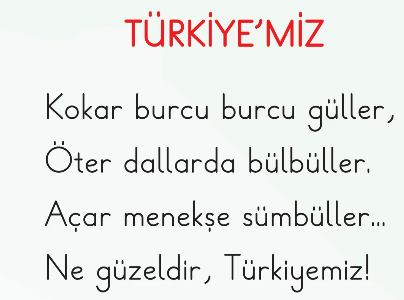 TÜRKİYE'MİZ
Kokar burcu burcu güller,
Öter dallarda bülbüller.
Açar menekşe sümbüller...
Ne güzeldir, Türkiyemiz!